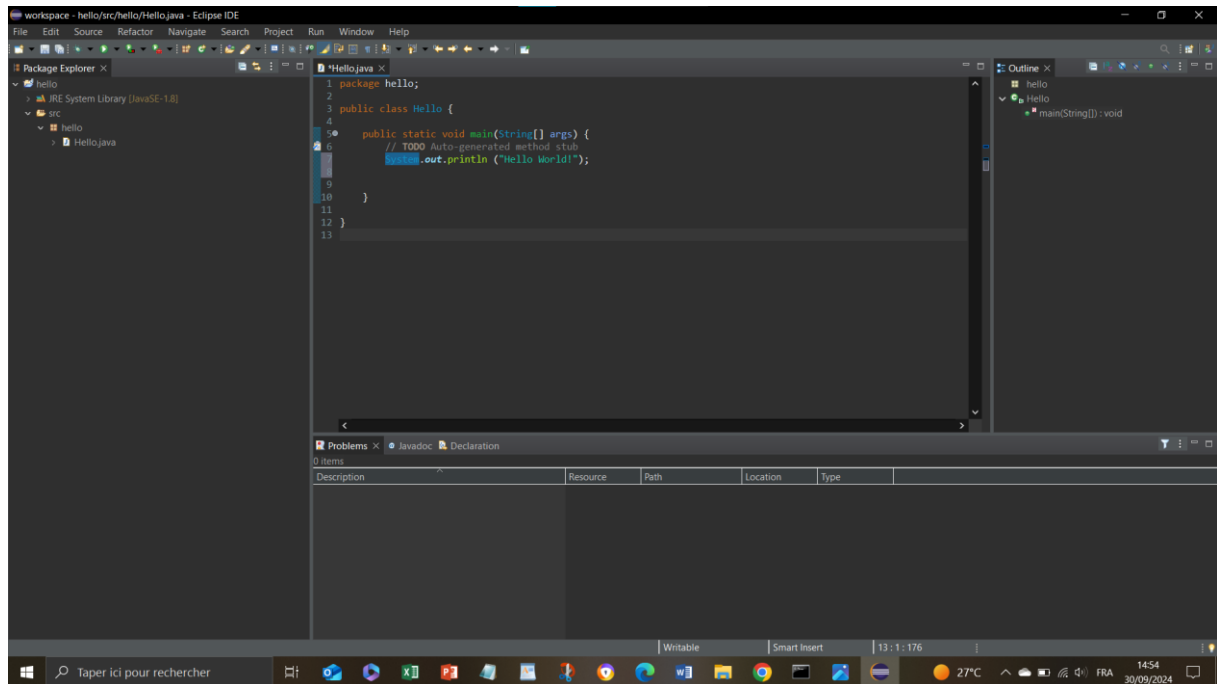 workspace - hello/src/hello/Hello.java - Eclipse IDE
File Edit Source Refactor Navigate Search Project Run Window Help
Package Explorer
hello
JRE System Library [JavaSE-1.8]
src
hello
Hello.java
*Hello.java
1 package hello;
2
3 public class Hello {
4
5 public static void main(String[] args) {
6 // TODO Auto-generated method stub
7 System.out.println ("Hello World!");
8
9
10 }
11
12 }
13
Outline
hello
Hello
main(String[]) : void
Problems Javadoc Declaration
0 items
Description Resource Path Location Type
Writable Smart Insert 13 : 1 : 176
Taper ici pour rechercher
27°C FRA 14:54
30/09/2024